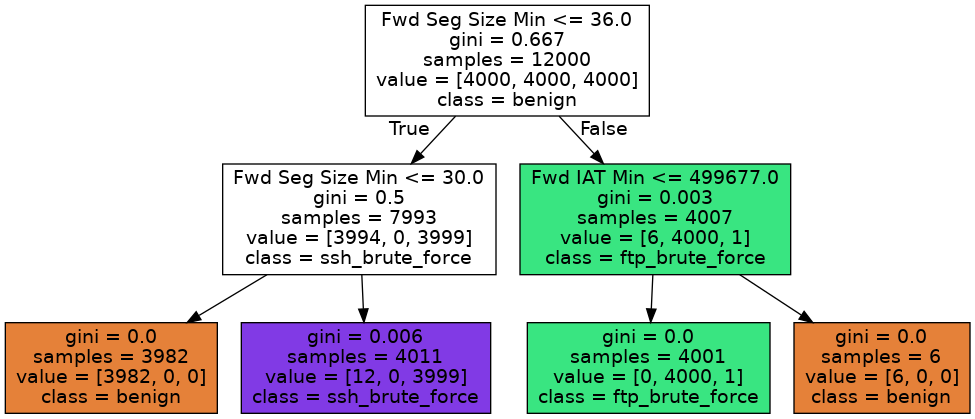 Fwd Seg Size Min <= 36.0
gini = 0.667
samples = 12000
value = [4000, 4000, 4000]
class = benign
True
False
Fwd Seg Size Min <= 30.0
gini = 0.5
samples = 7993
value = [3994, 0, 3999]
class = ssh_brute_force
Fwd IAT Min <= 499677.0
gini = 0.003
samples = 4007
value = [6, 4000, 1]
class = ftp_brute_force
gini = 0.0
samples = 3982
value = [3982, 0, 0]
class = benign
gini = 0.006
samples = 4011
value = [12, 0, 3999]
class = ssh_brute_force
gini = 0.0
samples = 4001
value = [0, 4000, 1]
class = ftp_brute_force
gini = 0.0
samples = 6
value = [6, 0, 0]
class = benign